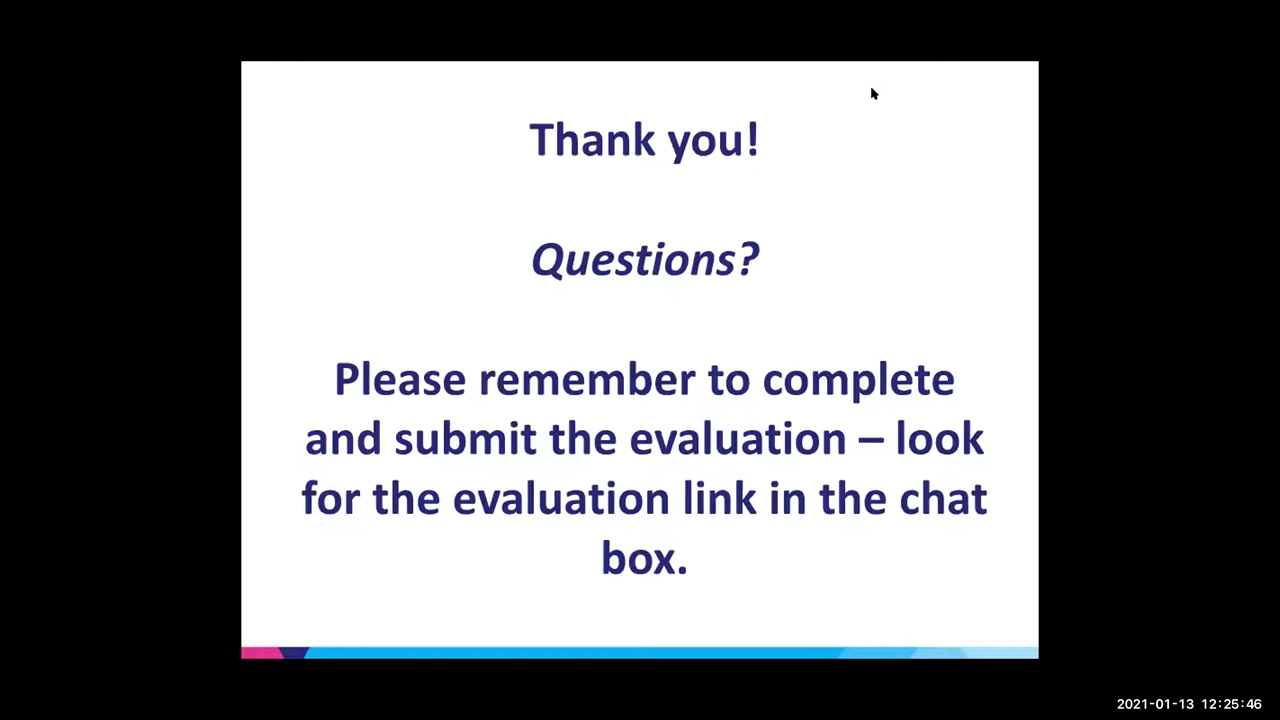 Thank you!
Questions?
Please remember to complete
and submit the evaluation – look
for the evaluation link in the chat
box.
2021-01-13 12:25:46